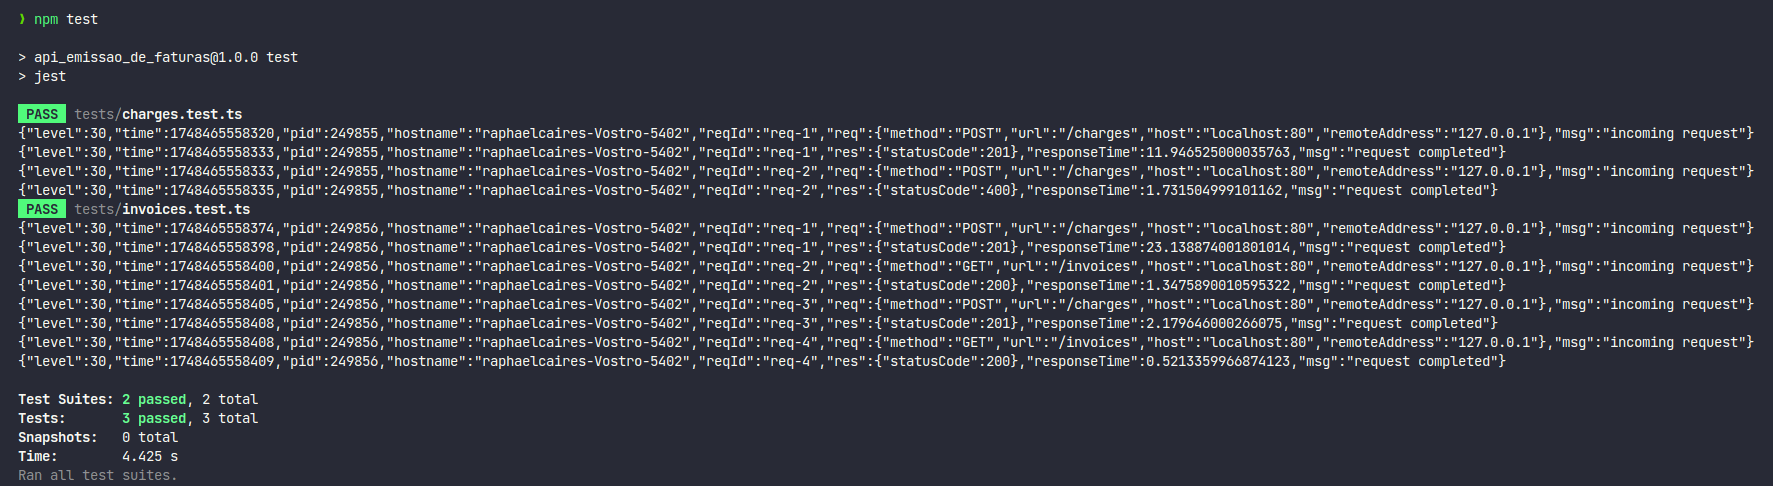 ❯ npm test
> api_emissao_de_faturas@1.0.0 test
> jest
PASS tests/charges.test.ts
{"level":30,"time":1748465558320,"pid":249855,"hostname":"raphaelcaires-Vostro-5402","reqId":"req-1","req":{"method":"POST","url":"/charges","host":"localhost:80","remoteAddress":"127.0.0.1"},"msg":"incoming request"}
{"level":30,"time":1748465558333,"pid":249855,"hostname":"raphaelcaires-Vostro-5402","reqId":"req-1","res":{"statusCode":201},"responseTime":11.946525000035763,"msg":"request completed"}
{"level":30,"time":1748465558333,"pid":249855,"hostname":"raphaelcaires-Vostro-5402","reqId":"req-2","req":{"method":"POST","url":"/charges","host":"localhost:80","remoteAddress":"127.0.0.1"},"msg":"incoming request"}
{"level":30,"time":1748465558335,"pid":249855,"hostname":"raphaelcaires-Vostro-5402","reqId":"req-2","res":{"statusCode":400},"responseTime":1.731504999101162,"msg":"request completed"}
PASS tests/invoices.test.ts
{"level":30,"time":1748465558374,"pid":249856,"hostname":"raphaelcaires-Vostro-5402","reqId":"req-1","req":{"method":"POST","url":"/charges","host":"localhost:80","remoteAddress":"127.0.0.1"},"msg":"incoming request"}
{"level":30,"time":1748465558398,"pid":249856,"hostname":"raphaelcaires-Vostro-5402","reqId":"req-1","res":{"statusCode":201},"responseTime":23.138874001801014,"msg":"request completed"}
{"level":30,"time":1748465558400,"pid":249856,"hostname":"raphaelcaires-Vostro-5402","reqId":"req-2","req":{"method":"GET","url":"/invoices","host":"localhost:80","remoteAddress":"127.0.0.1"},"msg":"incoming request"}
{"level":30,"time":1748465558401,"pid":249856,"hostname":"raphaelcaires-Vostro-5402","reqId":"req-2","res":{"statusCode":200},"responseTime":1.3475890010595322,"msg":"request completed"}
{"level":30,"time":1748465558405,"pid":249856,"hostname":"raphaelcaires-Vostro-5402","reqId":"req-3","req":{"method":"POST","url":"/charges","host":"localhost:80","remoteAddress":"127.0.0.1"},"msg":"incoming request"}
{"level":30,"time":1748465558408,"pid":249856,"hostname":"raphaelcaires-Vostro-5402","reqId":"req-3","res":{"statusCode":201},"responseTime":2.179646000266075,"msg":"request completed"}
{"level":30,"time":1748465558408,"pid":249856,"hostname":"raphaelcaires-Vostro-5402","reqId":"req-4","req":{"method":"GET","url":"/invoices","host":"localhost:80","remoteAddress":"127.0.0.1"},"msg":"incoming request"}
{"level":30,"time":1748465558409,"pid":249856,"hostname":"raphaelcaires-Vostro-5402","reqId":"req-4","res":{"statusCode":200},"responseTime":0.5213359966874123,"msg":"request completed"}
Test Suites: 2 passed, 2 total
Tests: 3 passed, 3 total
Snapshots: 0 total
Time: 4.425 s
Ran all test suites.